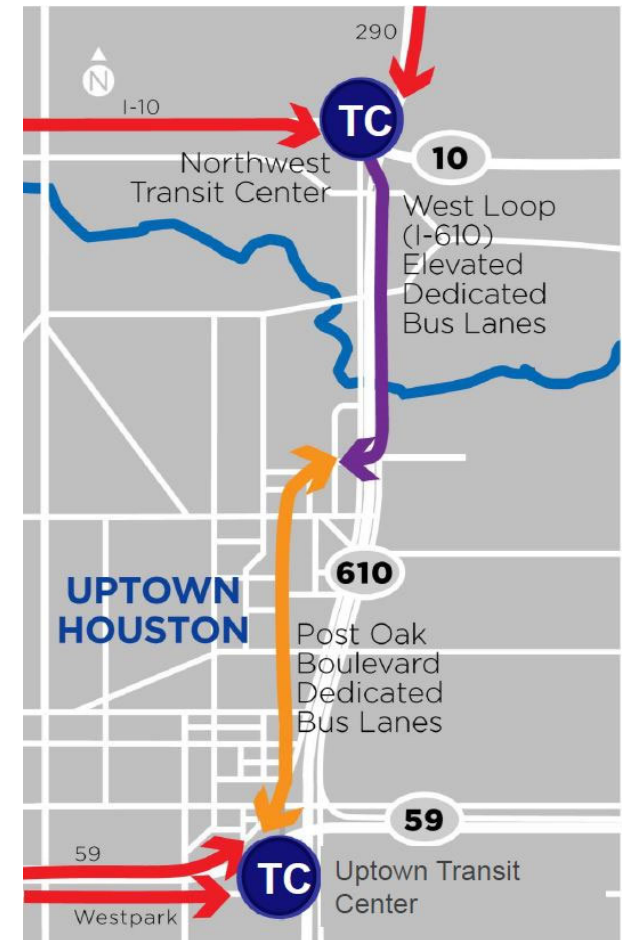 290
N
I-10
TC
10
Northwest
Transit Center
West Loop
(I-610)
Elevated
Dedicated
Bus Lanes
610
UPTOWN
HOUSTON
Post Oak
Boulevard
Dedicated
Bus Lanes
59
59
TC
Uptown Transit
Center
Westpark